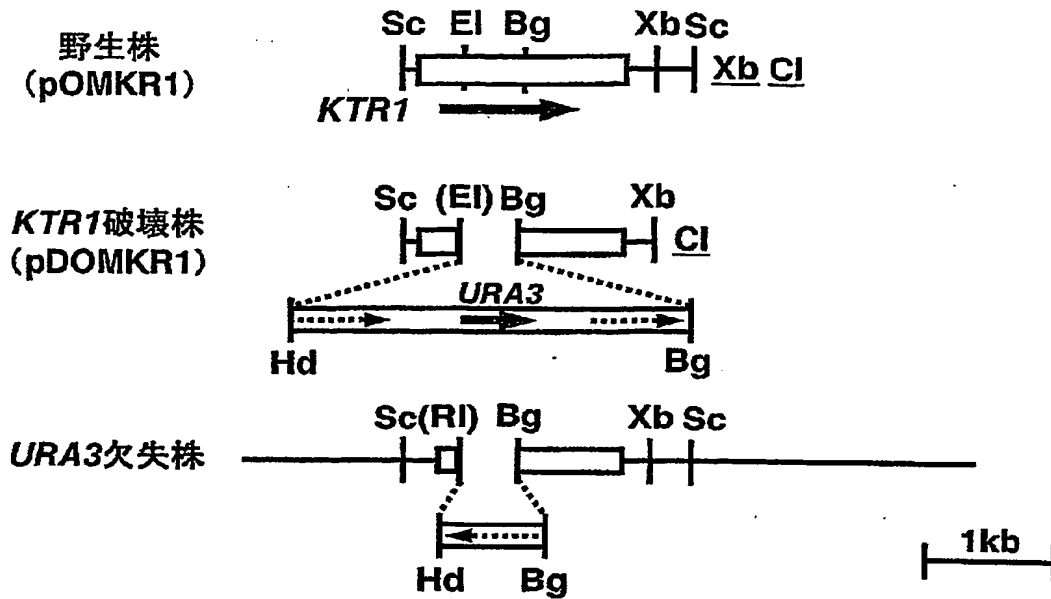 Sc EI Bg Xb Sc
野生株
(pOMKR1)
Xb Cl
KTR1
Sc (EI) Bg Xb
KTR1破壊株
(pDOMKR1)
Cl
URA3
Hd Bg
Sc(RI) Bg Xb Sc
URA3欠失株
1kb
Hd Bg